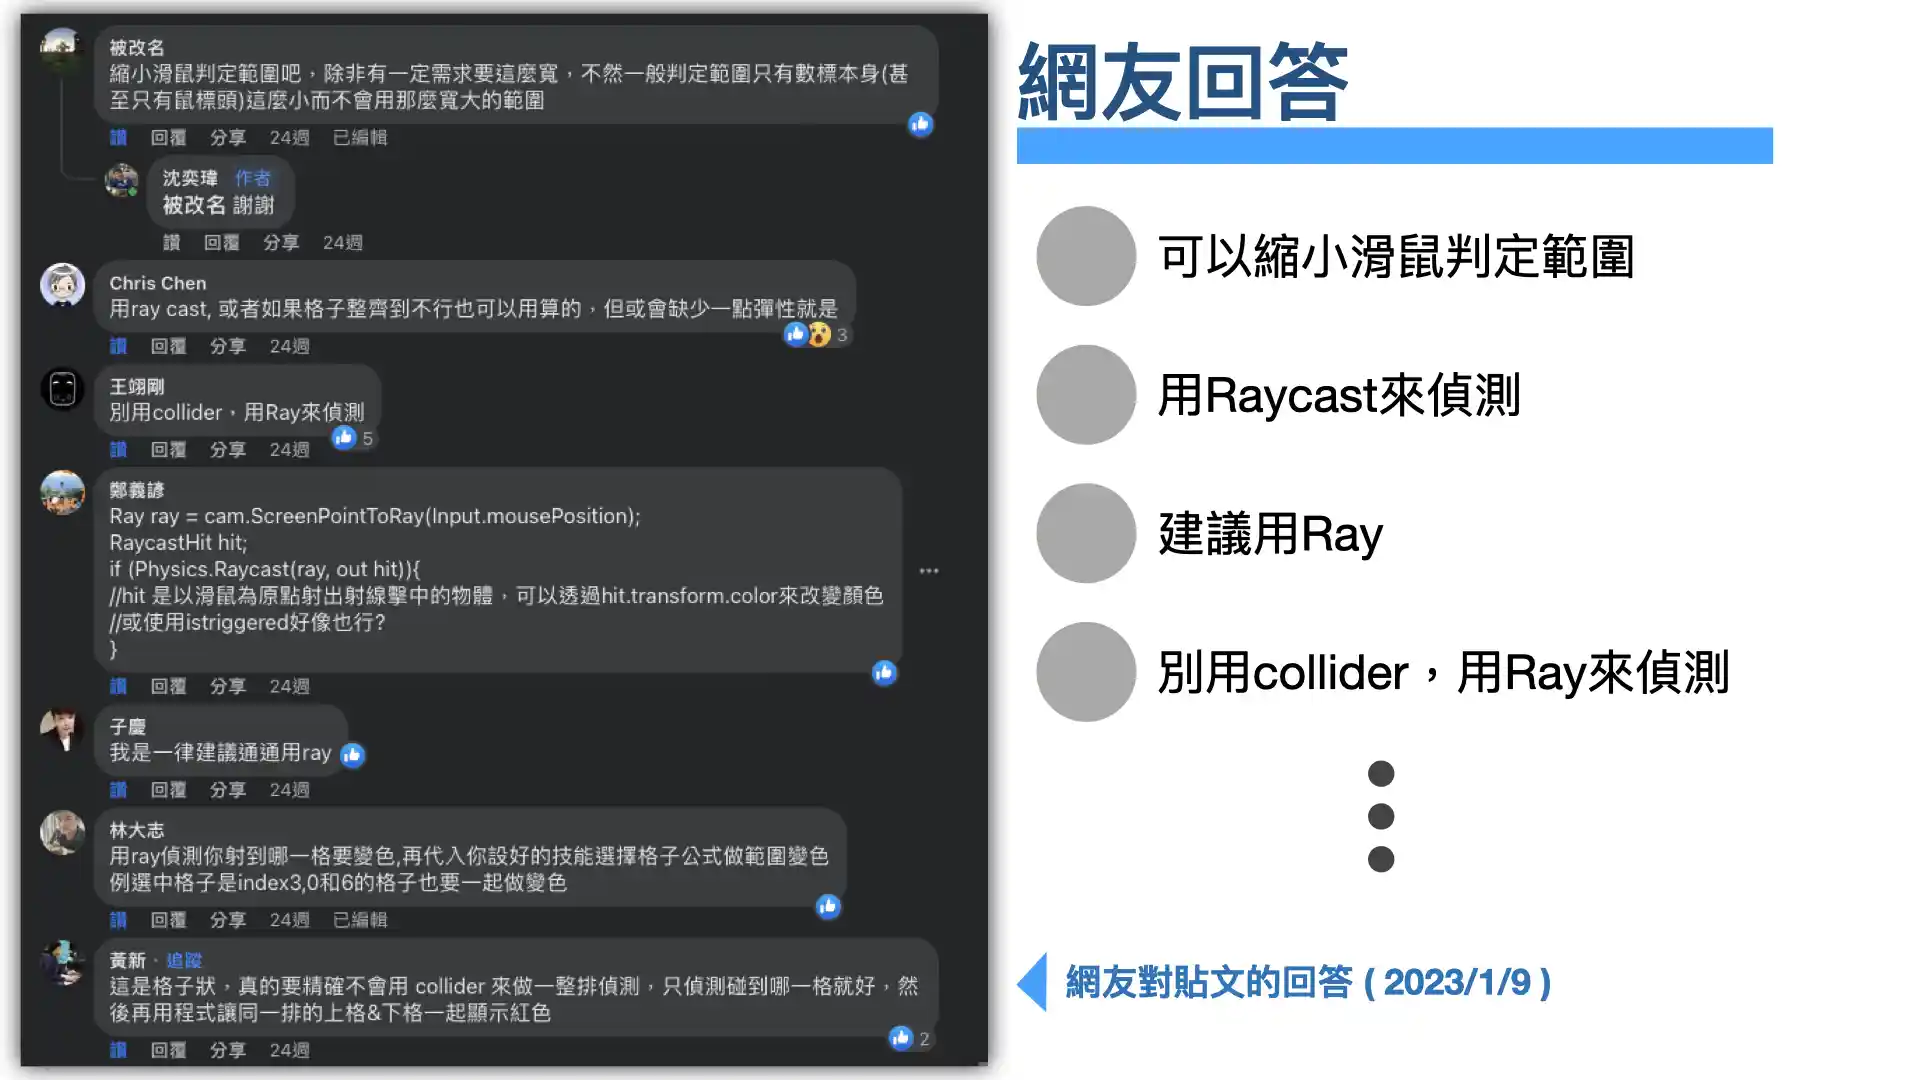 被改名
縮小滑鼠判定範圍吧，除非有一定需求要這麼寬，不然一般判定範圍只有數標本身(甚
至只有鼠標頭)這麼小而不會用那麼寬大的範圍
讚 回覆 分享 24週 已編輯
沈奕瑋 作者
被改名 謝謝
讚 回覆 分享 24週
Chris Chen
用ray cast, 或者如果格子整齊到不行也可以用算的，但或會缺少一點彈性就是
3
讚 回覆 分享 24週
王翊剛
別用collider，用Ray來偵測
5
讚 回覆 分享 24週
鄭義諺
Ray ray = cam.ScreenPointToRay(Input.mousePosition);
RaycastHit hit;
if (Physics.Raycast(ray, out hit)){
//hit 是以滑鼠為原點射出射線擊中的物體，可以透過hit.transform.color來改變顏色
//或使用istriggered好像也行?
}
讚 回覆 分享 24週
子慶
我是一律建議通通用ray
讚 回覆 分享 24週
林大志
用ray偵測你射到哪一格要變色,再代入你設好的技能選擇格子公式做範圍變色
例選中格子是index3,0和6的格子也要一起做變色
讚 回覆 分享 24週 已編輯
黃新 · 追蹤
這是格子狀，真的要精確不會用 collider 來做一整排偵測，只偵測碰到哪一格就好，然
後再用程式讓同一排的上格&下格一起顯示紅色
2
讚 回覆 分享 24週
網友回答
可以縮小滑鼠判定範圍
用Raycast來偵測
建議用Ray
別用collider，用Ray來偵測
網友對貼文的回答 ( 2023/1/9 )